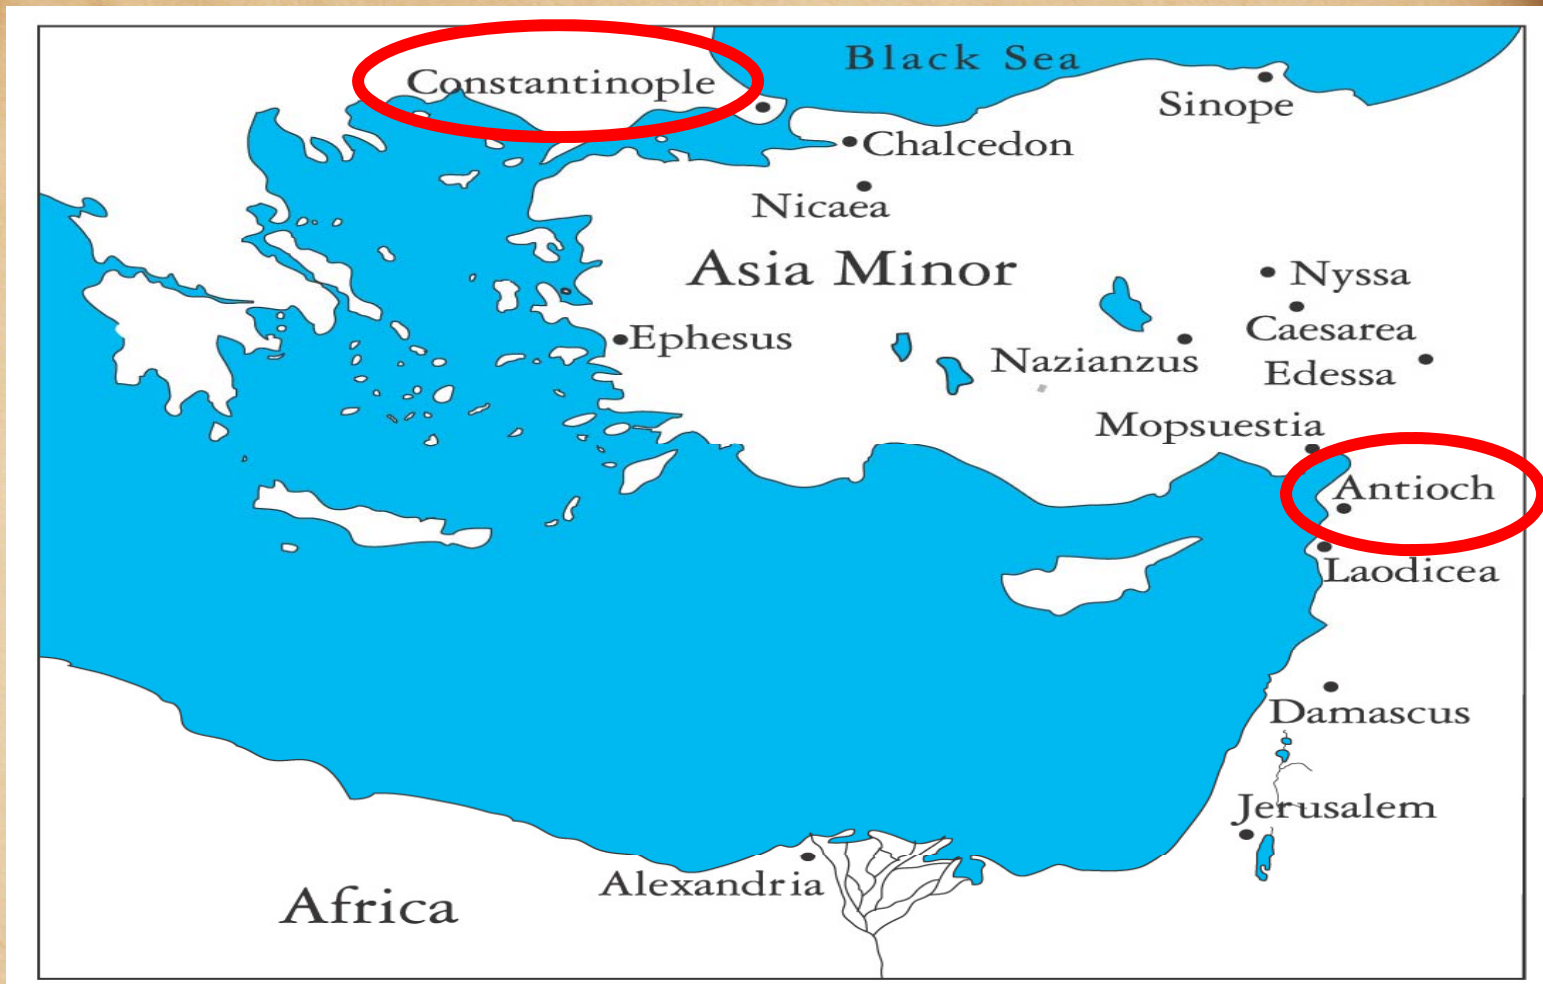 Black Sea
Constantinople
Sinope
Chalcedon
Nicaea
Asia Minor
Nyssa
Caesarea
Ephesus
Nazianzus
Edessa
Mopsuestia
Antioch
Laodicea
Damascus
Jerusalem
Alexandria
Africa